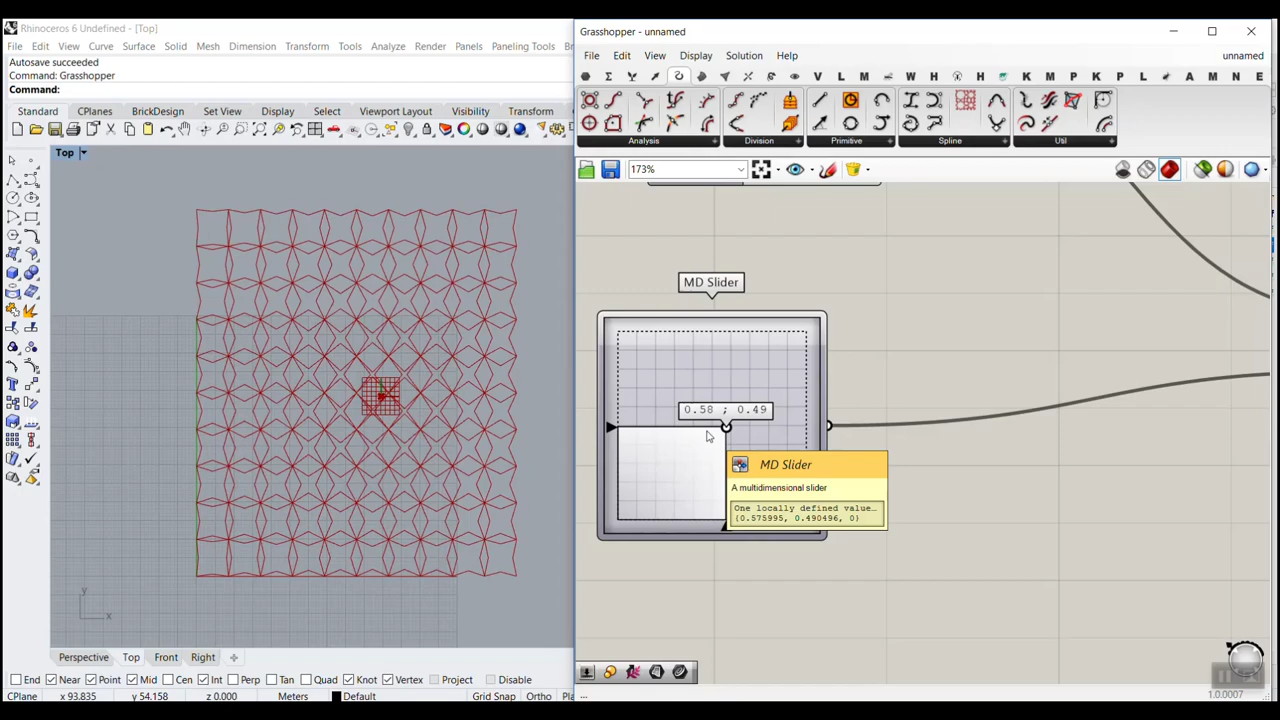 Rhinoceros 6 Undefined - [Top]
File Edit View Curve Surface Solid Mesh Dimension Transform Tools Analyze Render Panels Paneling Tools
Autosave succeeded
Command: Grasshopper
Command:
Standard CPlanes BrickDesign Set View Display Select Viewport Layout Visibility Transform
Top
y
x
Perspective Top Front Right
End Near Point Mid Cen Int Perp Tan Quad Knot Vertex Project Disable
CPlane x 93.835 y 54.158 z 0.000 Meters Default Grid Snap Ortho
Grasshopper - unnamed
File Edit View Display Solution Help unnamed
V L M W H H K M P K P L A M N E
Analysis Division Primitive Spline Util
173%
MD Slider
0.58 ; 0.49
MD Slider
A multidimensional slider
One locally defined value…
{0.575995, 0.490496, 0}
...
1.0.0007